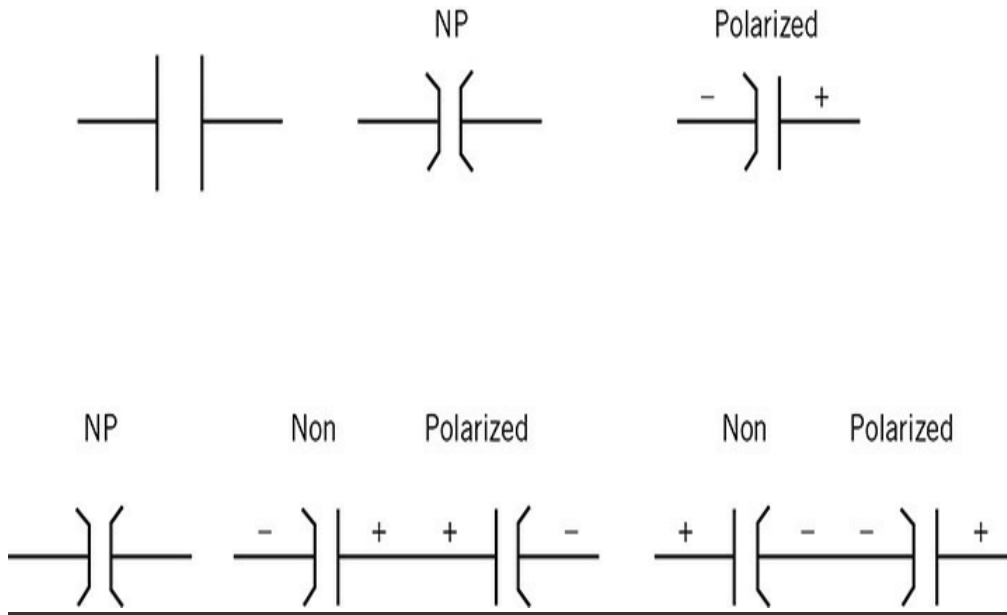 NP Polarized
− +
NP Non Polarized Non Polarized
− + + − + − − +